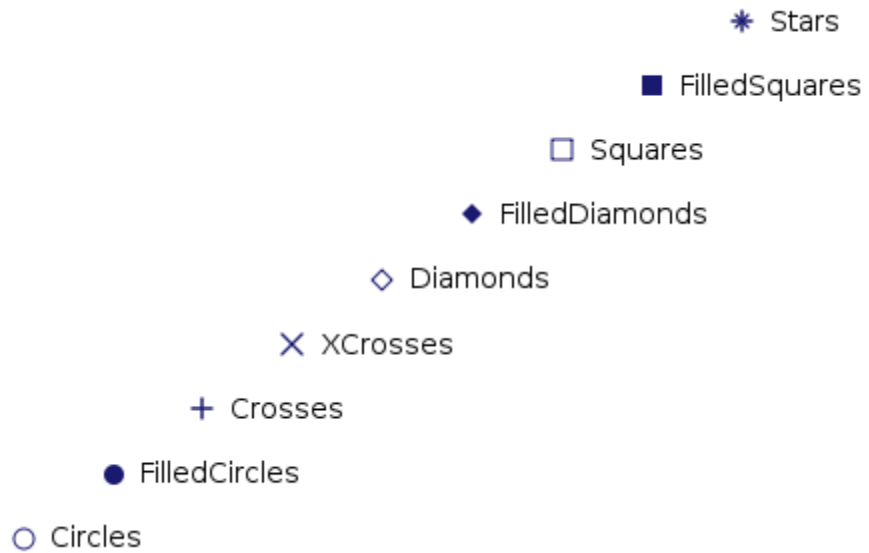 Stars
FilledSquares
Squares
FilledDiamonds
Diamonds
XCrosses
Crosses
FilledCircles
Circles